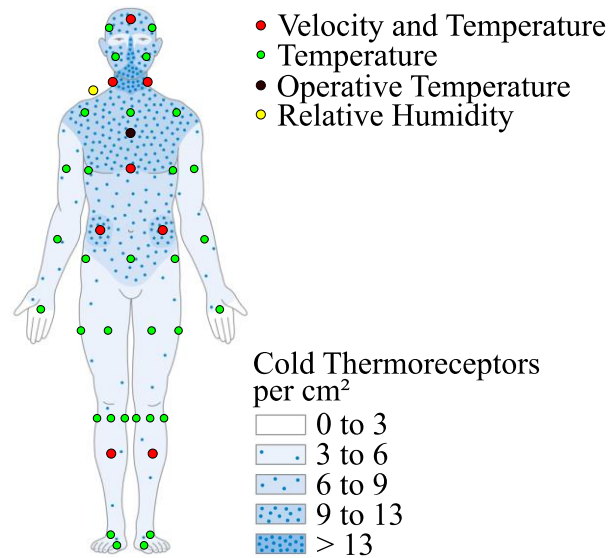 Velocity and Temperature
Temperature
Operative Temperature
Relative Humidity
Cold Thermoreceptors
per cm²
0 to 3
3 to 6
6 to 9
9 to 13
> 13